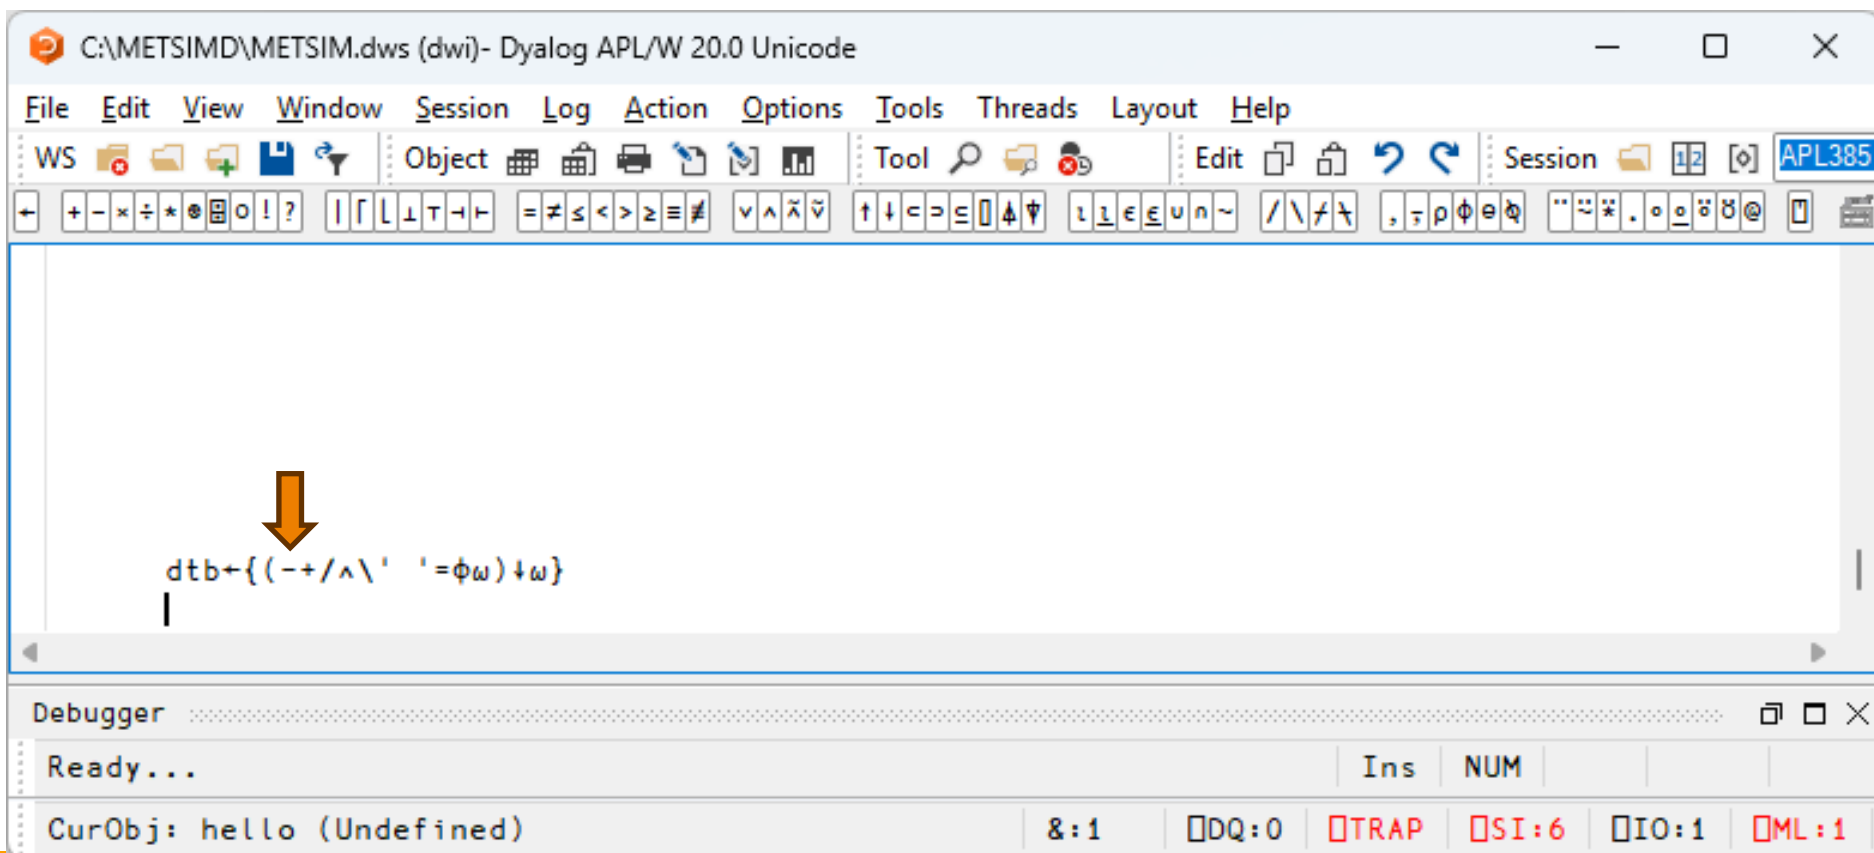 C:\METSIMD\METSIM.dws (dwi)- Dyalog APL/W 20.0 Unicode
File Edit View Window Session Log Action Options Tools Threads Layout Help
WS Object Tool Edit Session 12 APL385
← + - × ÷ * ⍟ ⌹ ○ ! ? | ⌈ ⌊ ⊥ ⊤ ⊣ ⊢ = ≠ ≤ < > ≥ ≡ ≢ ∨ ∧ ⍲ ⍱ ↑ ↓ ⊂ ⊃ ⊆ ⌷ ⍋ ⍒ ⍳ ⍸ ∊ ⍷ ∪ ∩ ~ / \ ⌿ ⍀ , ⍪ ⍴ ⌽ ⊖ ⍉ ¨ ⍨ ⍣ . ∘ ⍛ ⍤ ⍥ @ ⍞
dtb←{(-+/∧\' '=⌽⍵)↓⍵}
Debugger
Ready... Ins NUM
CurObj: hello (Undefined) &:1 ⎕DQ:0 ⎕TRAP ⎕SI:6 ⎕IO:1 ⎕ML:1